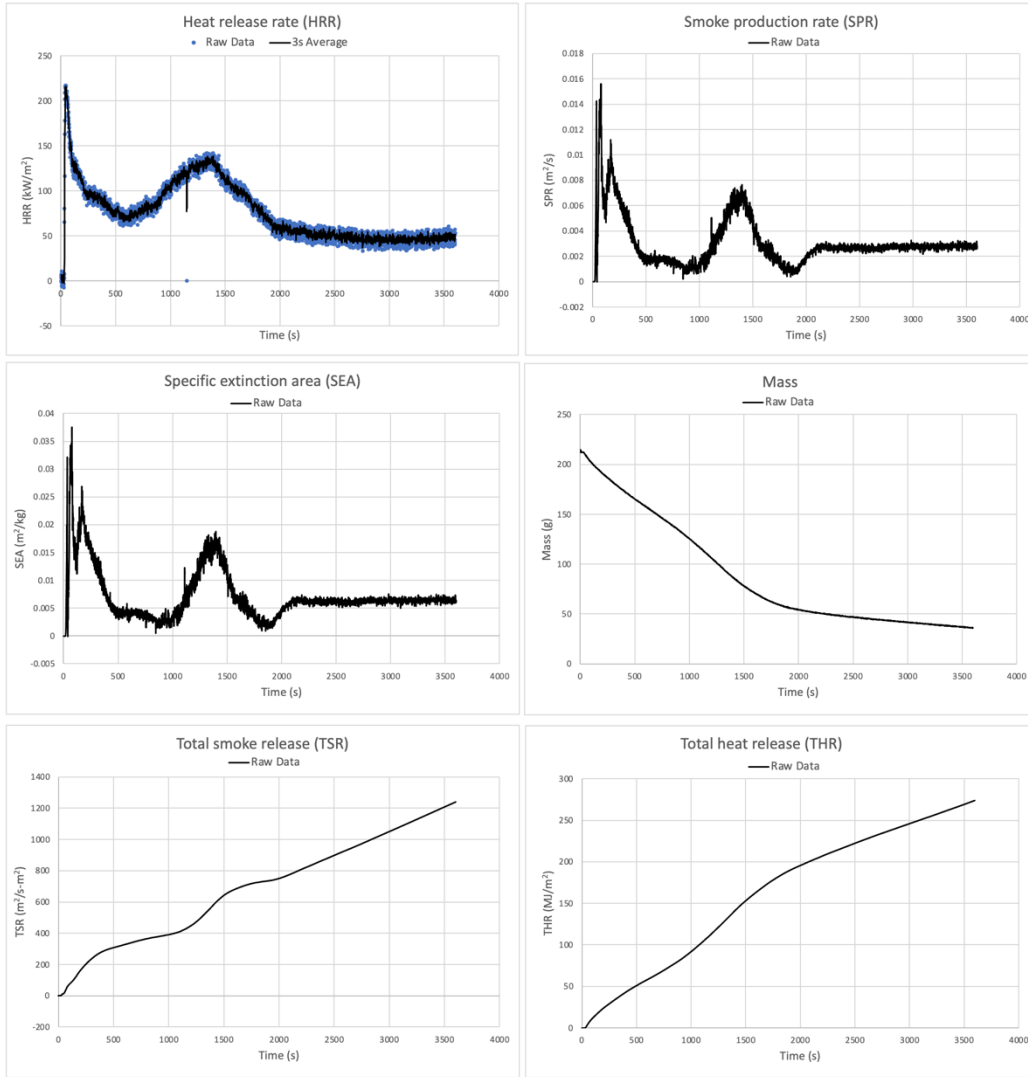 Heat release rate (HRR)
Raw Data 3s Average
250
200
150
100
50
0
-50
0 500 1000 1500 2000 2500 3000 3500 4000
HRR (kW/m²)
Time (s)
Smoke production rate (SPR)
Raw Data
0.018
0.016
0.014
0.012
0.01
0.008
0.006
0.004
0.002
0
-0.002
0 500 1000 1500 2000 2500 3000 3500 4000
SPR (m²/s)
Time (s)
Specific extinction area (SEA)
Raw Data
0.04
0.035
0.03
0.025
0.02
0.015
0.01
0.005
0
-0.005
0 500 1000 1500 2000 2500 3000 3500 4000
SEA (m²/kg)
Time (s)
Mass
Raw Data
250
200
150
100
50
0
0 500 1000 1500 2000 2500 3000 3500 4000
Mass (g)
Time (s)
Total smoke release (TSR)
Raw Data
1400
1200
1000
800
600
400
200
0
-200
0 500 1000 1500 2000 2500 3000 3500 4000
TSR (m²/s-m²)
Time (s)
Total heat release (THR)
Raw Data
300
250
200
150
100
50
0
0 500 1000 1500 2000 2500 3000 3500 4000
THR (MJ/m²)
Time (s)